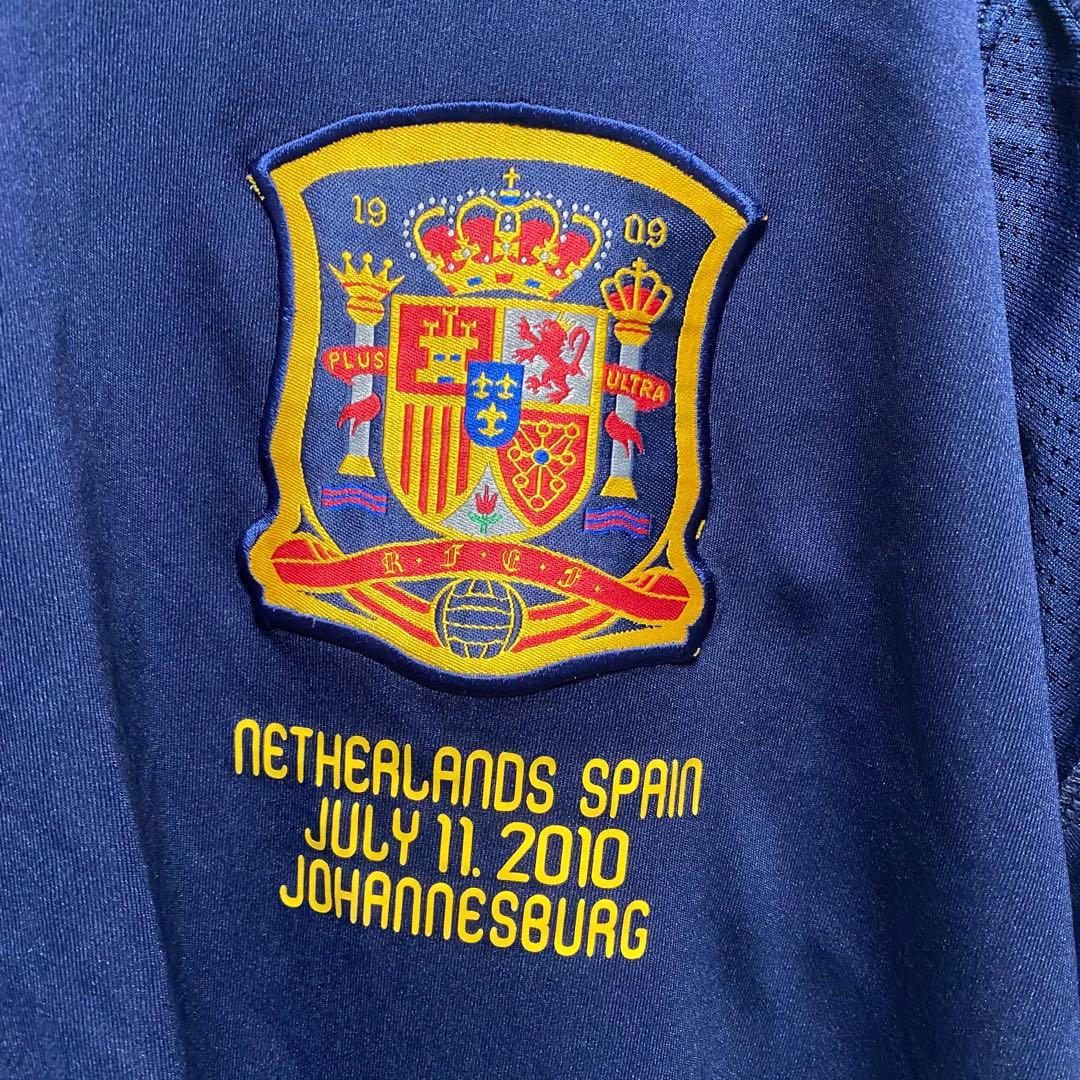 19 09
PLUS ULTRA
R · F · E · F ·
NETHERLANDS SPAIN
JULY 11. 2010
JOHANNESBURG